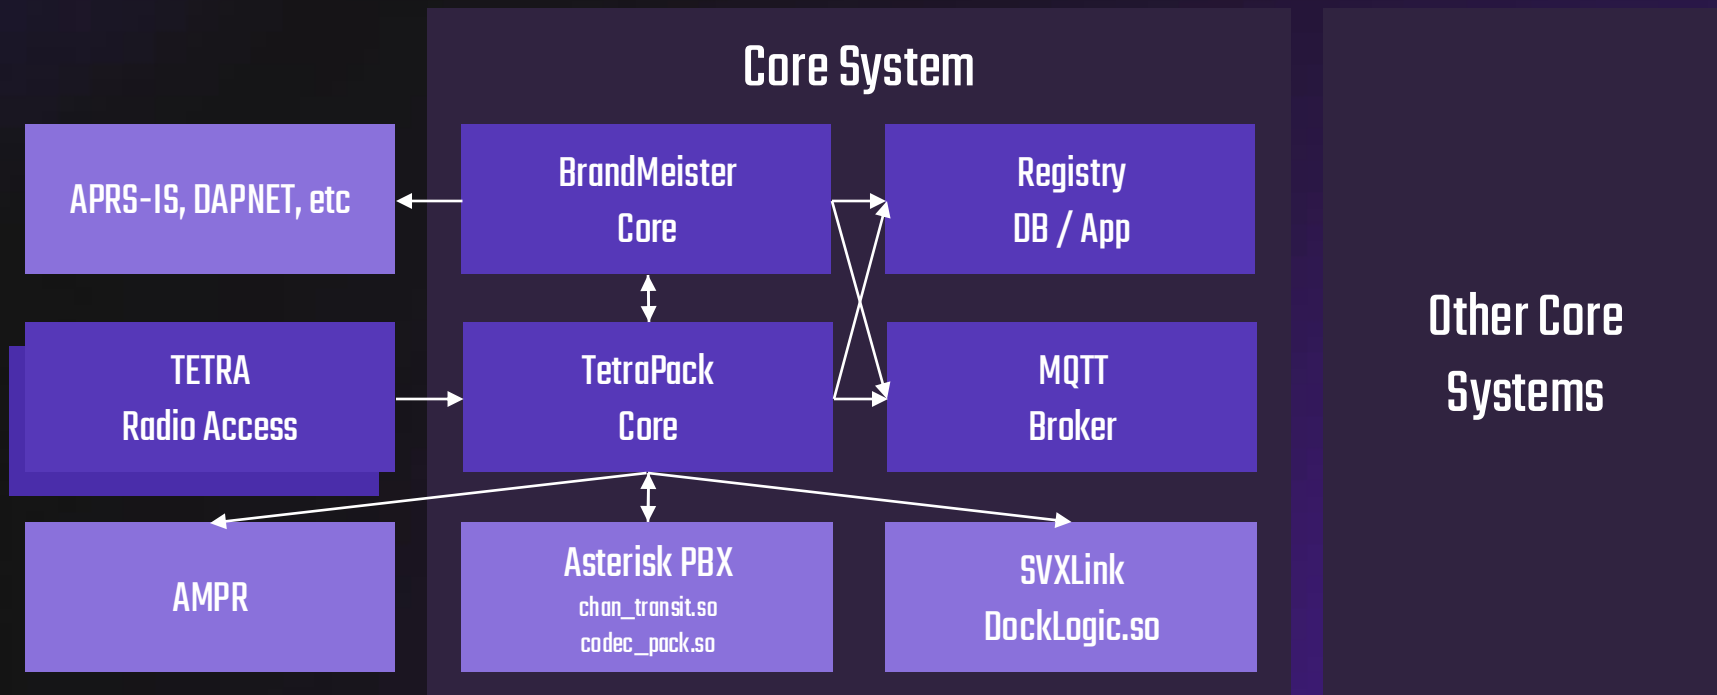 Core System
APRS-IS, DAPNET, etc
BrandMeister
Core
Registry
DB / App
TETRA
Radio Access
TetraPack
Core
MQTT
Broker
Other Core
Systems
AMPR
Asterisk PBX
chan_transit.so
codec_pack.so
SVXLink
DockLogic.so